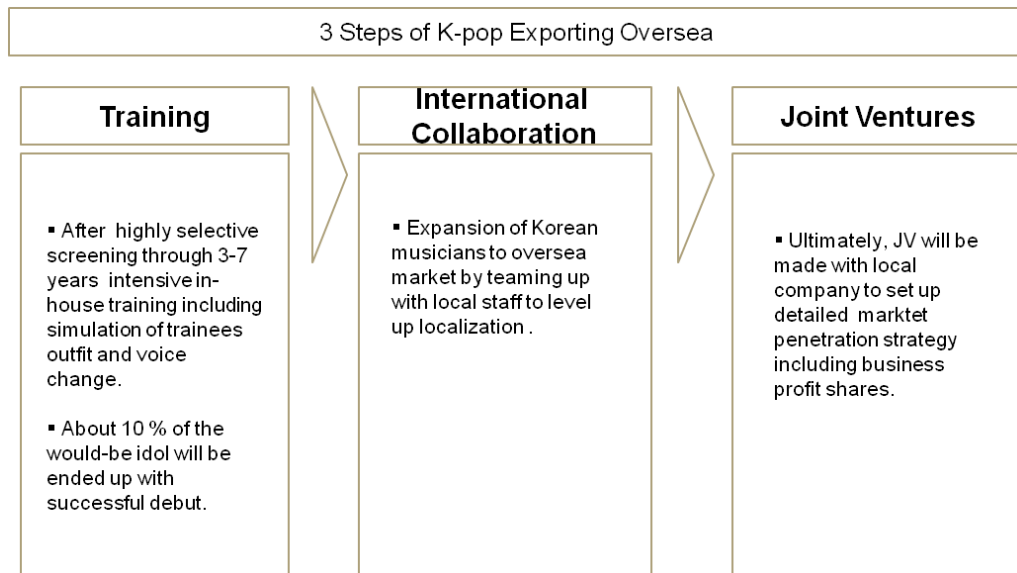 3 Steps of K-pop Exporting Oversea
Training
▪ After highly selective
screening through 3-7
years intensive in-
house training including
simulation of trainees
outfit and voice
change.
▪ About 10 % of the
would-be idol will be
ended up with
successful debut.
International
Collaboration
▪ Expansion of Korean
musicians to oversea
market by teaming up
with local staff to level
up localization .
Joint Ventures
▪ Ultimately, JV will be
made with local
company to set up
detailed marktet
penetration strategy
including business
profit shares.